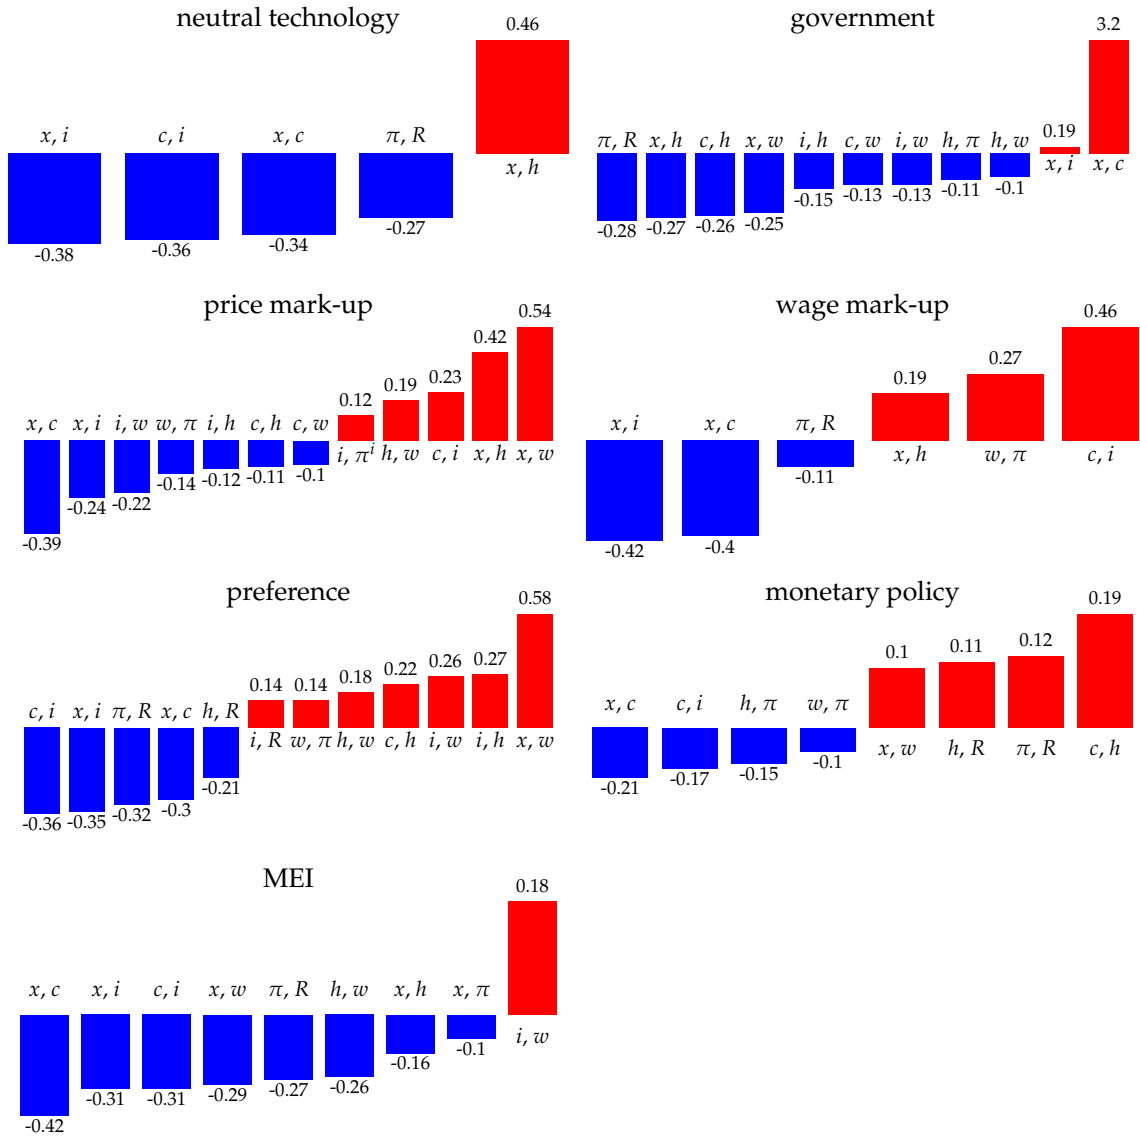 neutral technology
0.46
x, i c, i x, c π, R
x, h
-0.38 -0.36 -0.34 -0.27
government
3.2
π, R x, h c, h x, w i, h c, w i, w h, π h, w 0.19
x, i x, c
-0.28 -0.27 -0.26 -0.25 -0.15 -0.13 -0.13 -0.11 -0.1
price mark-up
0.12 0.19 0.23 0.42 0.54
x, c x, i i, w w, π i, h c, h c, w
i, πⁱ h, w c, i x, h x, w
-0.39 -0.24 -0.22 -0.14 -0.12 -0.11 -0.1
wage mark-up
0.19 0.27 0.46
x, i x, c π, R
x, h w, π c, i
-0.42 -0.4 -0.11
preference
0.14 0.14 0.18 0.22 0.26 0.27 0.58
c, i x, i π, R x, c h, R
i, R w, π h, w c, h i, w i, h x, w
-0.36 -0.35 -0.32 -0.3 -0.21
monetary policy
0.1 0.11 0.12 0.19
x, c c, i h, π w, π
x, w h, R π, R c, h
-0.21 -0.17 -0.15 -0.1
MEI
0.18
x, c x, i c, i x, w π, R h, w x, h x, π
i, w
-0.42 -0.31 -0.31 -0.29 -0.27 -0.26 -0.16 -0.1